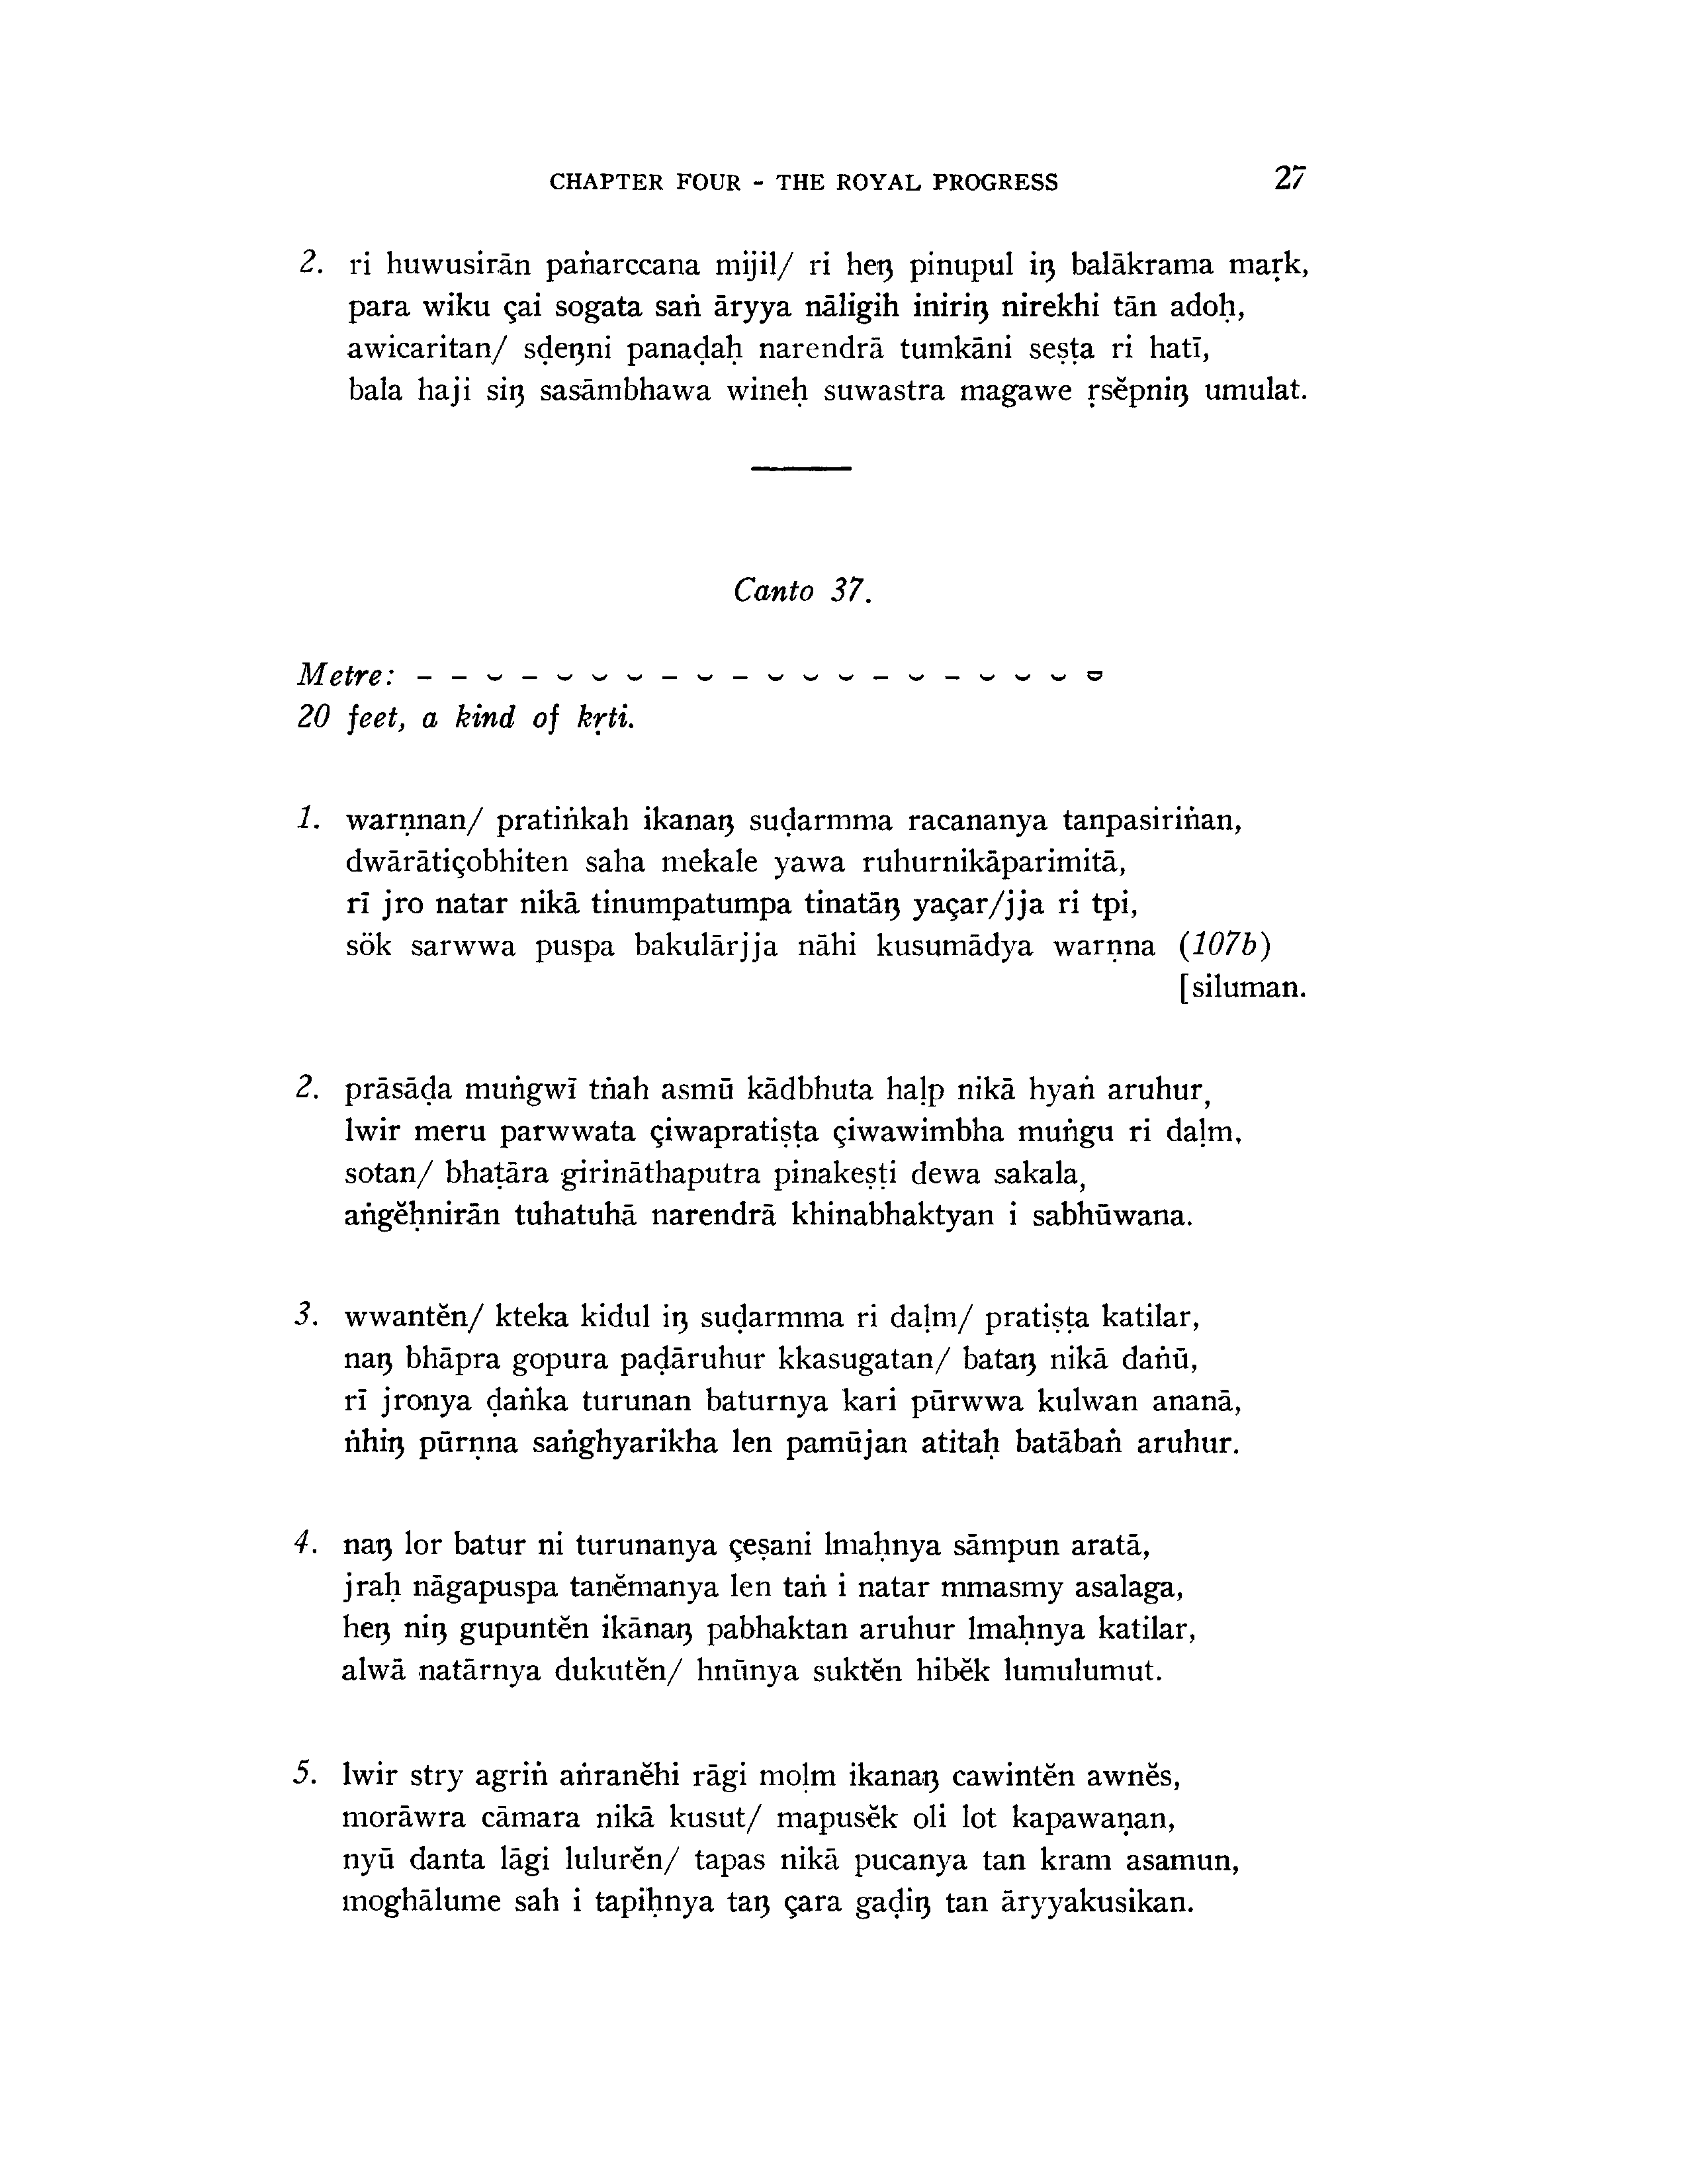 CHAPTER FOUR - THE ROYAL PROGRESS 27
2. ri huwusirān pañarccana mijil/ ri heŋ pinupul iŋ balākrama maṛk,
para wiku çai sogata saṅ āryya nāligih iniriŋ nirekhi tān adoḥ,
awicaritan/ sḍeŋni panaḍaḥ narendrā tumkāni seṣṭa ri hatī,
bala haji siŋ sasāmbhawa wineḥ suwastra magawe ṛsĕpniŋ umulat.
Canto 37.
Metre: – – ⏑ – ⏑ ⏑ ⏑ – ⏑ – ⏑ ⏑ ⏑ – ⏑ – ⏑ ⏑ ⏑ ⏓
20 feet, a kind of kṛti.
1. warṇnan/ pratiṅkah ikanaŋ suḍarmma racananya tanpasiriṅan,
dwārātiçobhiten saha mekale yawa ruhurnikāparimitā,
rī jro natar nikā tinumpatumpa tinatāŋ yaçar/jja ri tpi,
sök sarwwa puspa bakulārjja nāhi kusumādya warṇna (107b)
[siluman.
2. prāsāḍa muṅgwī tṅah asmū kādbhuta haḷp nikā hyaṅ aruhur,
lwir meru parwwata çiwapratiṣṭa çiwawimbha muṅgu ri daḷm,
sotan/ bhaṭāra girināthaputra pinakeṣṭi dewa sakala,
aṅgĕḥnirān tuhatuhā narendrā khinabhaktyan i sabhūwana.
3. wwantĕn/ kteka kidul iŋ suḍarmma ri daḷm/ pratiṣṭa katilar,
naŋ bhāpra gopura paḍāruhur kkasugatan/ bataŋ nikā daṅū,
rī jronya ḍaṅka turunan baturnya kari pūrwwa kulwan ananā,
ṅhiŋ pūrṇna saṅghyarikha len pamūjan atitaḥ batābaṅ aruhur.
4. naŋ lor batur ni turunanya çeṣani lmaḥnya sāmpun aratā,
jraḥ nāgapuspa tanĕmanya len taṅ i natar mmasmy asalaga,
heŋ niŋ gupuntĕn ikānaŋ pabhaktan aruhur lmaḥnya katilar,
alwā natārnya dukutĕn/ hnūnya suktĕn hibĕk lumulumut.
5. lwir stry agriṅ aṅranĕhi rāgi moḷm ikanaŋ cawintĕn awnĕs,
morāwra cāmara nikā kusut/ mapusĕk oli lot kapawaṇan,
nyū danta lāgi lulurĕn/ tapas nikā pucanya tan kram asamun,
moghālume sah i tapiḥnya taŋ çara gaḍiŋ tan āryyakusikan.